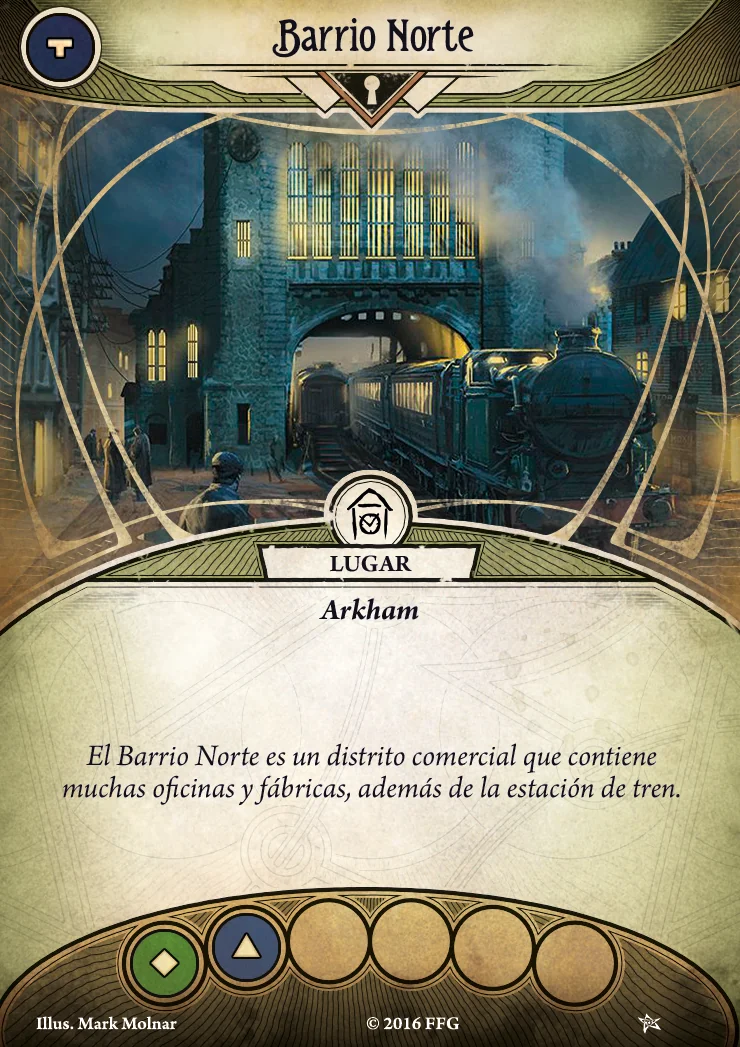 Barrio Norte
LUGAR
Arkham
El Barrio Norte es un distrito comercial que contiene
muchas oficinas y fábricas, además de la estación de tren.
Illus. Mark Molnar
© 2016 FFG